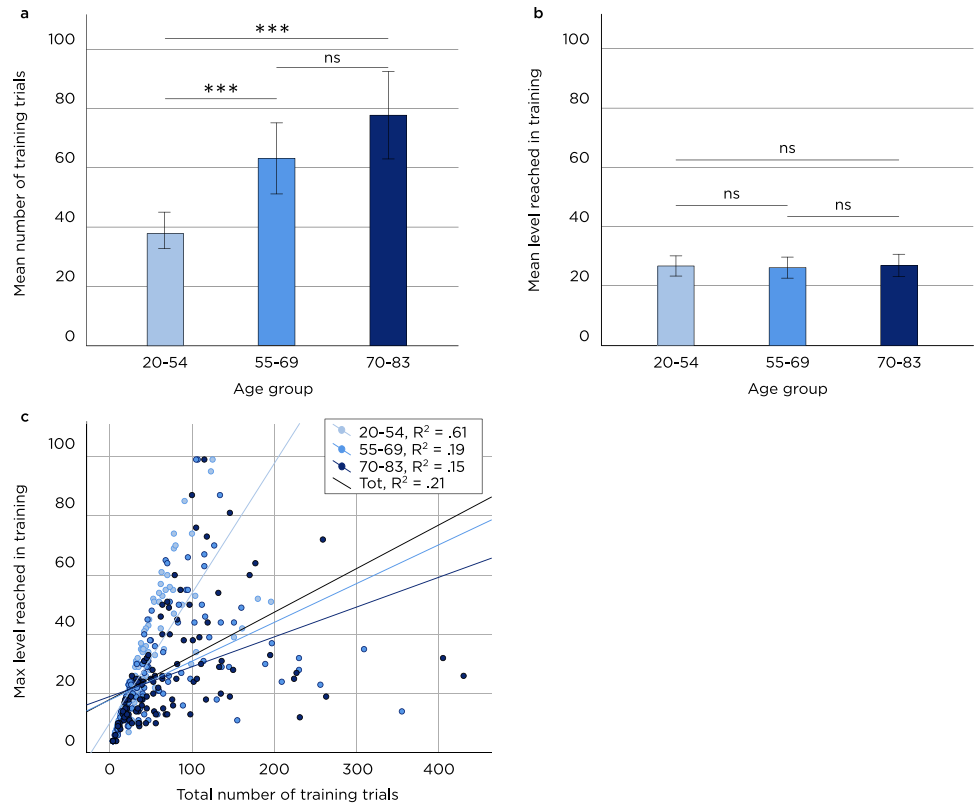 a
Mean number of training trials
100
80
60
40
20
0
***
ns
***
20-54
55-69
70-83
Age group
b
Mean level reached in training
100
80
60
40
20
0
ns
ns
ns
20-54
55-69
70-83
Age group
c
Max level reached in training
100
80
60
40
20
0
20-54, R² = .61
55-69, R² = .19
70-83, R² = .15
Tot, R² = .21
0
100
200
300
400
Total number of training trials